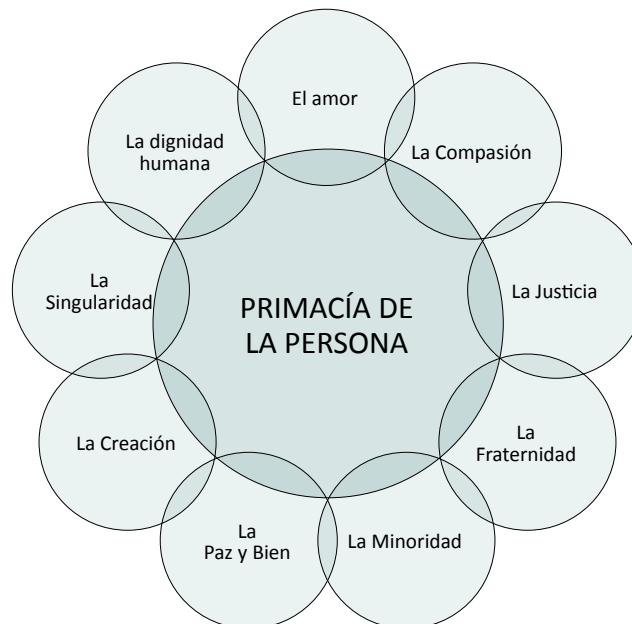 El amor
La Compasión
La Justicia
La
Fraternidad
La Minoridad
La
Paz y Bien
La Creación
La
Singularidad
La dignidad
humana
PRIMACÍA DE
LA PERSONA